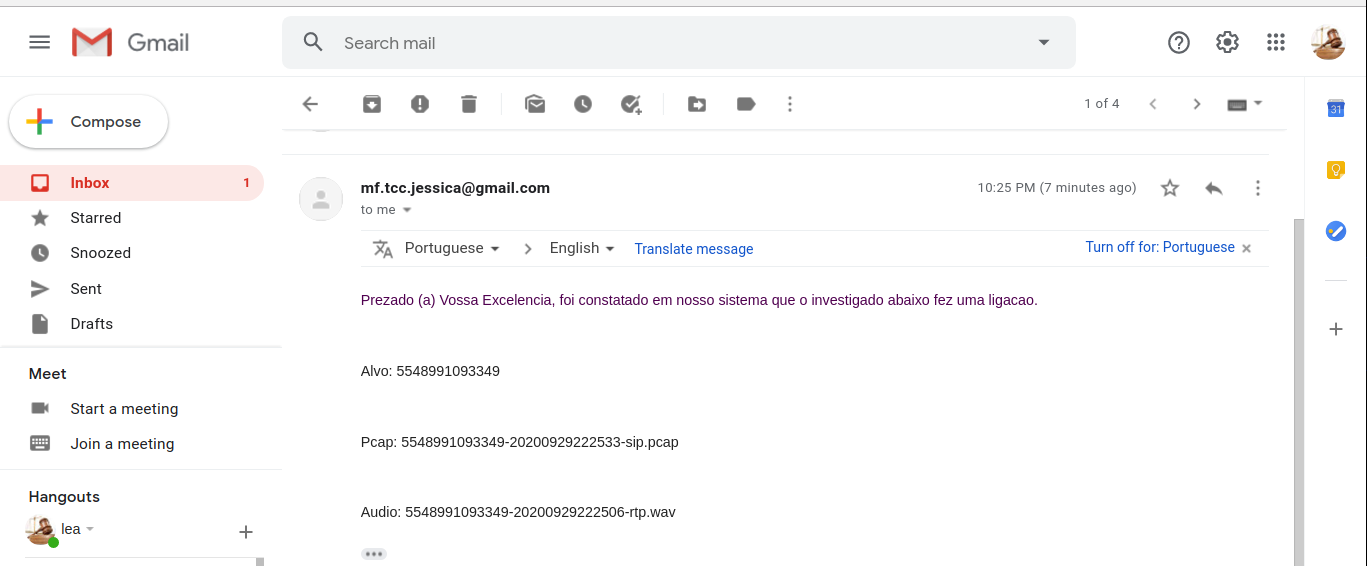 Gmail
Search mail
Compose
1 of 4
31
Inbox 1
Starred
Snoozed
Sent
Drafts
Meet
Start a meeting
Join a meeting
Hangouts
lea
mf.tcc.jessica@gmail.com 10:25 PM (7 minutes ago)
to me
Portuguese > English Translate message Turn off for: Portuguese ×
Prezado (a) Vossa Excelencia, foi constatado em nosso sistema que o investigado abaixo fez uma ligacao.
Alvo: 5548991093349
Pcap: 5548991093349-20200929222533-sip.pcap
Audio: 5548991093349-20200929222506-rtp.wav